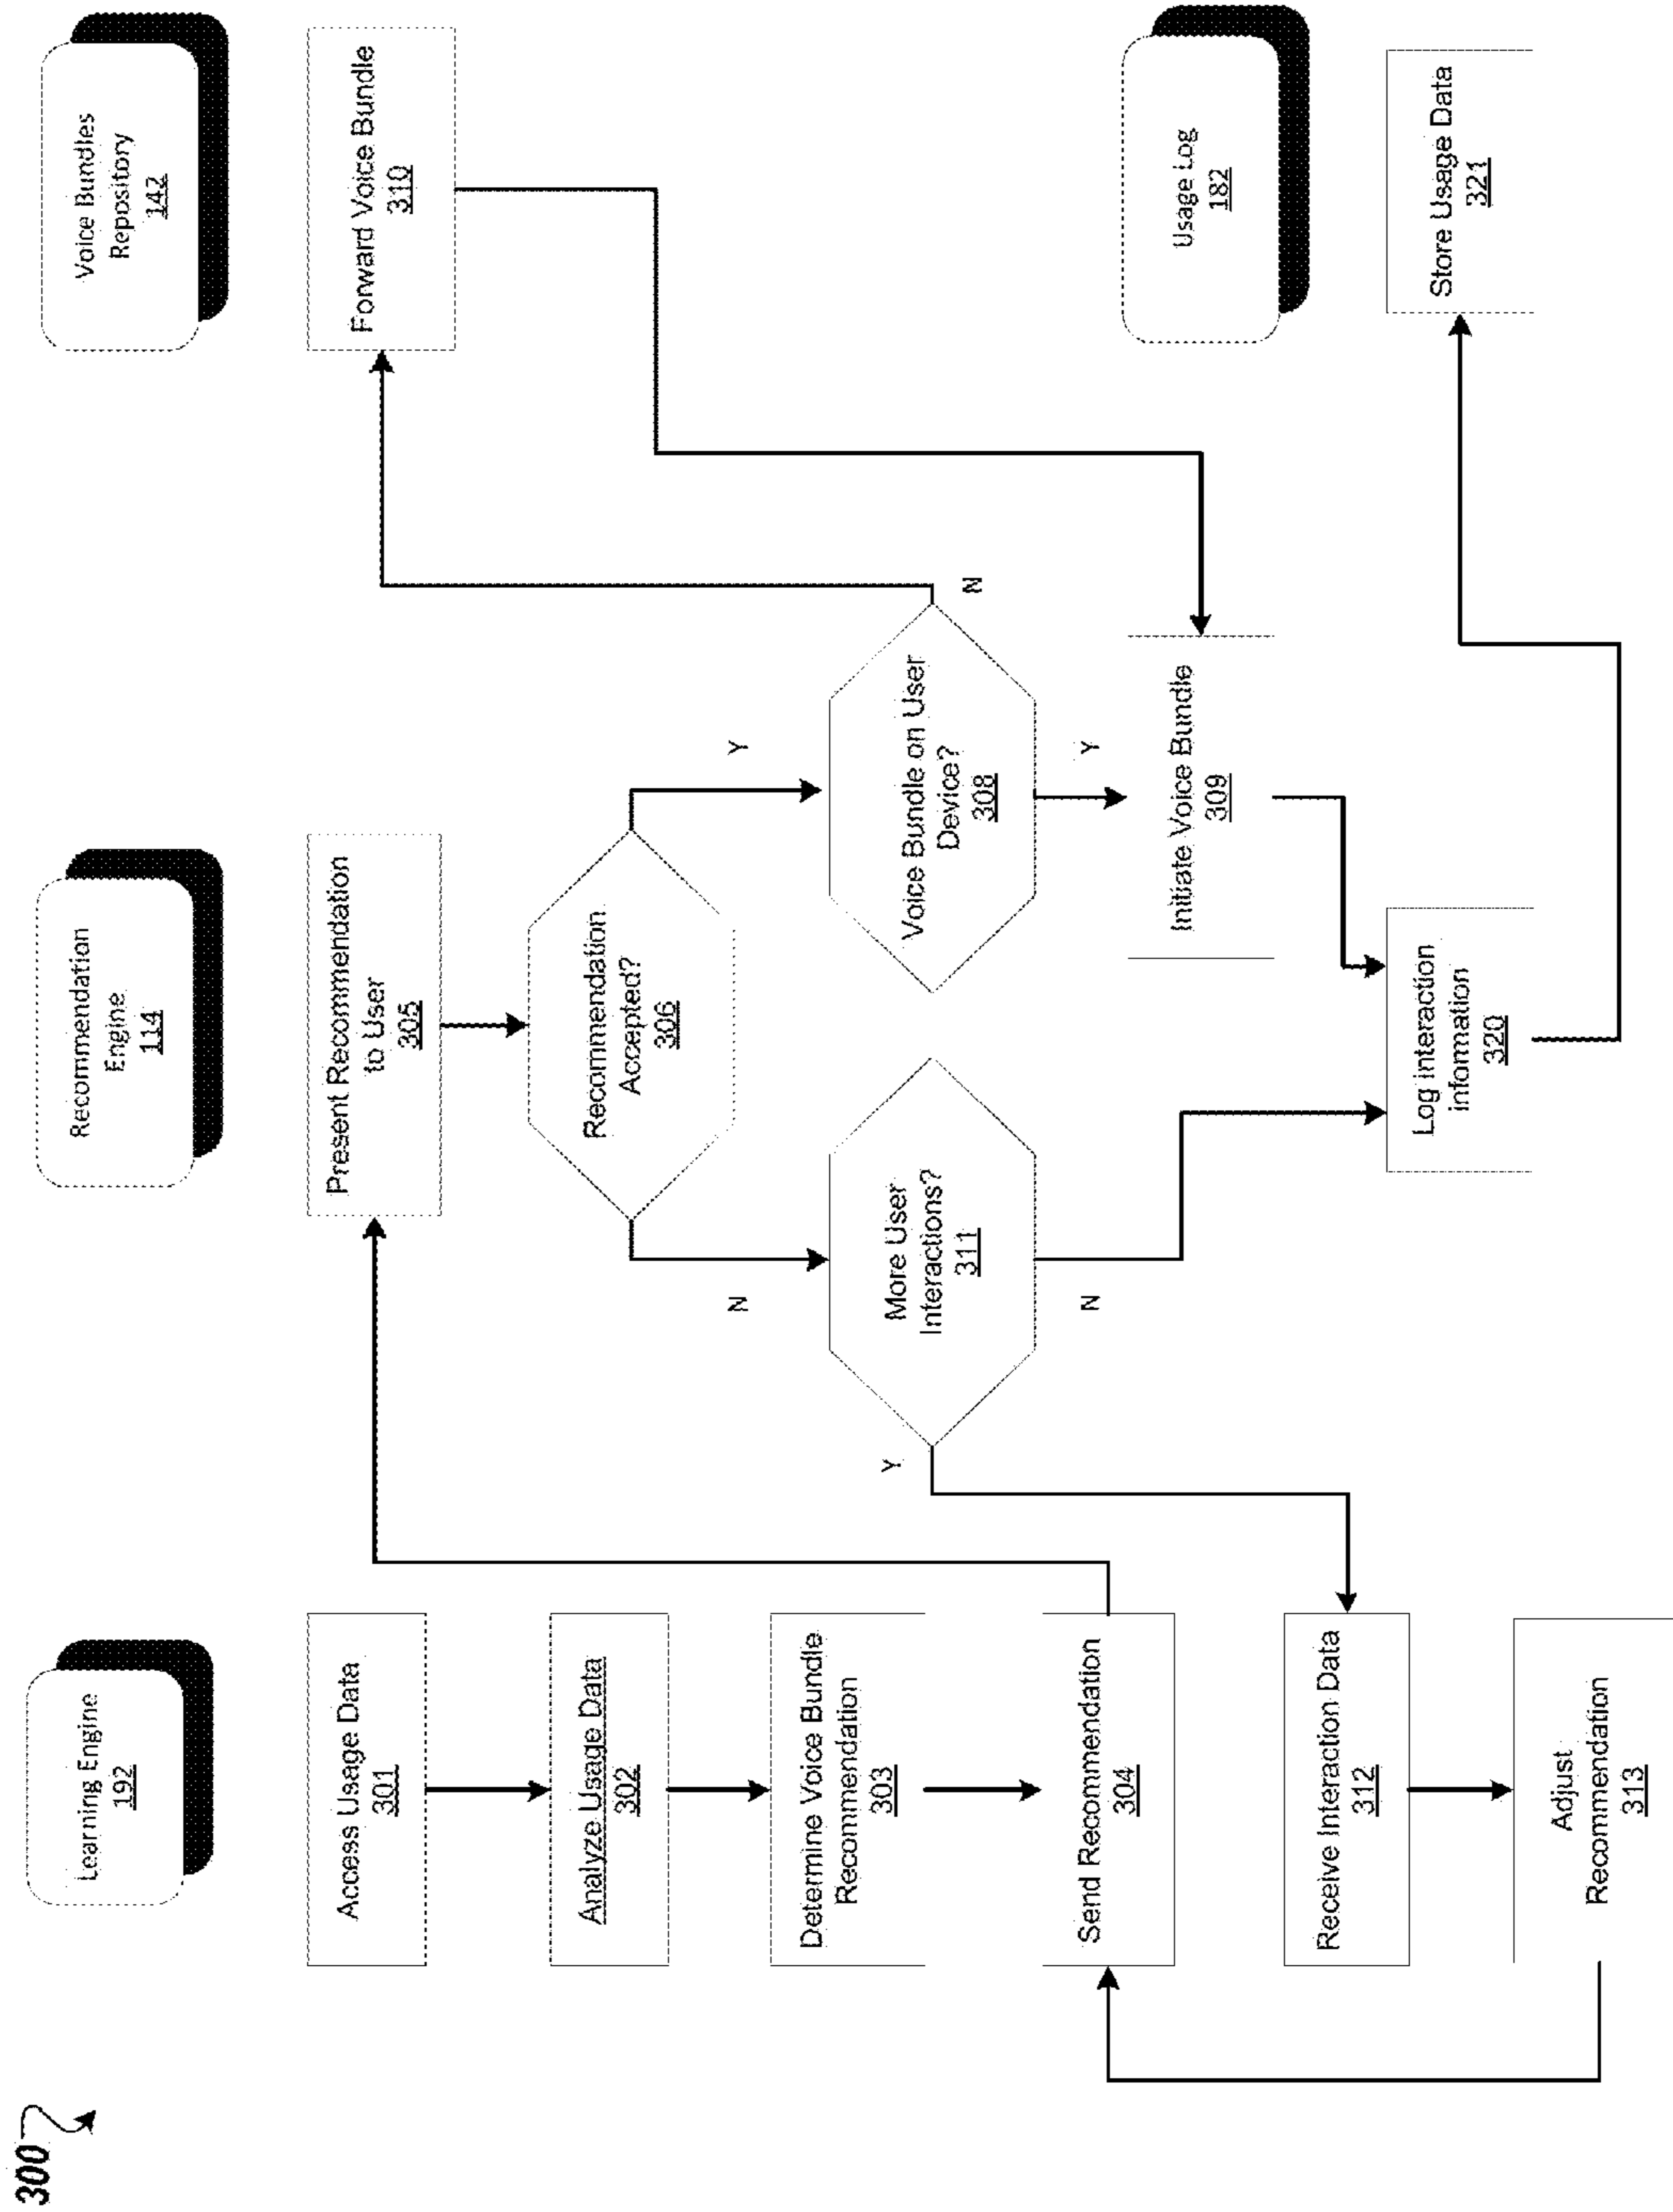 300
Learning Engine
192
Recommendation
Engine
114
Voice Bundles
Repository
142
Access Usage Data
301
Analyze Usage Data
302
Determine Voice Bundle
Recommendation
303
Send Recommendation
304
Receive Interaction Data
312
Adjust
Recommendation
313
Present Recommendation
to User
305
Recommendation
Accepted?
306
N
Y
More User
Interactions?
311
Y
N
Voice Bundle on User
Device?
308
N
Y
Initiate Voice Bundle
309
Log interaction
information
320
Forward Voice Bundle
310
Usage Log
182
Store Usage Data
321